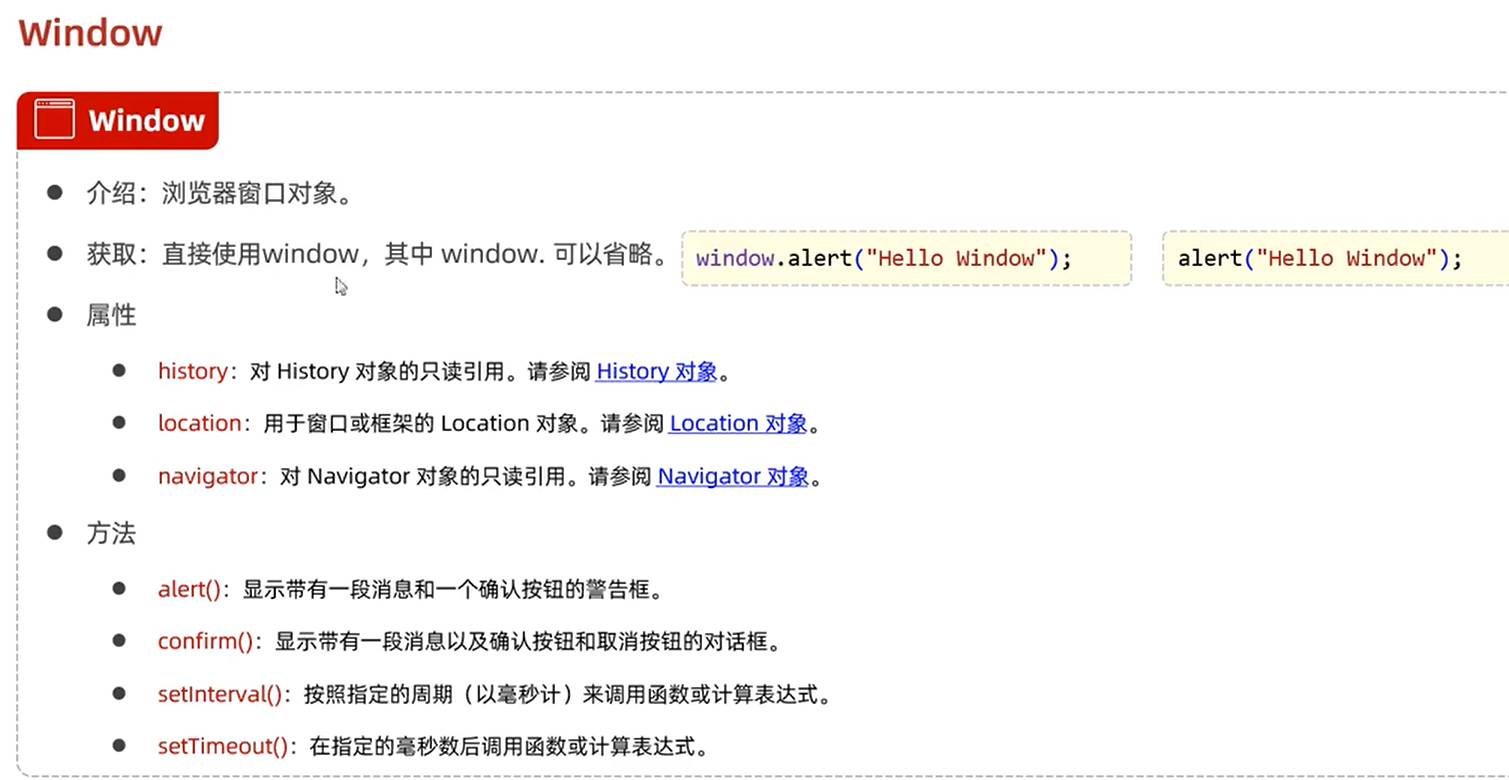 Window
Window
介绍：浏览器窗口对象。
获取：直接使用window，其中 window. 可以省略。 window.alert("Hello Window"); alert("Hello Window");
属性
history：对 History 对象的只读引用。请参阅 History 对象。
location：用于窗口或框架的 Location 对象。请参阅 Location 对象。
navigator：对 Navigator 对象的只读引用。请参阅 Navigator 对象。
方法
alert()：显示带有一段消息和一个确认按钮的警告框。
confirm()：显示带有一段消息以及确认按钮和取消按钮的对话框。
setInterval()：按照指定的周期（以毫秒计）来调用函数或计算表达式。
setTimeout()：在指定的毫秒数后调用函数或计算表达式。